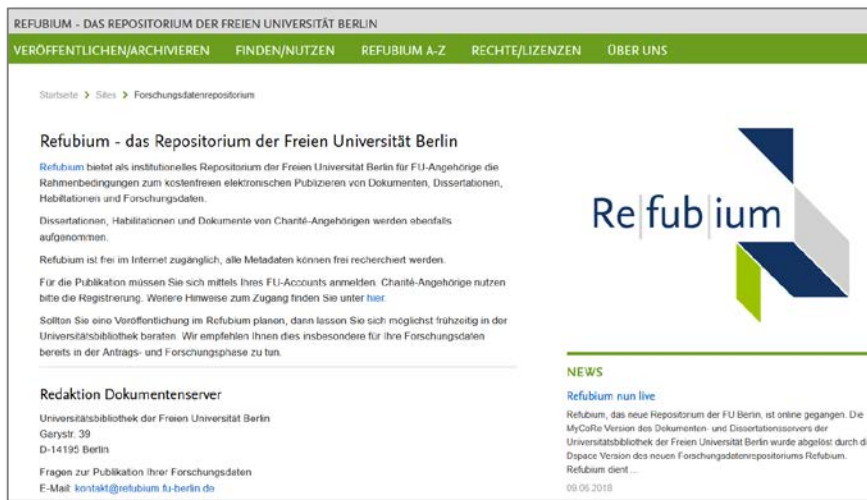 REFUBIUM - DAS REPOSITORIUM DER FREIEN UNIVERSITÄT BERLIN
VERÖFFENTLICHEN/ARCHIVIEREN FINDEN/NUTZEN REFUBIUM A-Z RECHTE/LIZENZEN ÜBER UNS
Startseite > Sites > Forschungsdatenrepositorium
Refubium - das Repositorium der Freien Universität Berlin
Refubium bietet als institutionelles Repositorium der Freien Universität Berlin für FU-Angehörige die
Rahmenbedingungen zum kostenfreien elektronischen Publizieren von Dokumenten, Dissertationen,
Habilitationen und Forschungsdaten.
Dissertationen, Habilitationen und Dokumente von Charité-Angehörigen werden ebenfalls
aufgenommen.
Refubium ist frei im Internet zugänglich, alle Metadaten können frei recherchiert werden.
Für die Publikation müssen Sie sich mittels Ihres FU-Accounts anmelden. Charité-Angehörige nutzen
bitte die Registrierung. Weitere Hinweise zum Zugang finden Sie unter hier.
Sollten Sie eine Veröffentlichung im Refubium planen, dann lassen Sie sich möglichst frühzeitig in der
Universitätsbibliothek beraten. Wir empfehlen Ihnen dies insbesondere für Ihre Forschungsdaten
bereits in der Antrags- und Forschungsphase zu tun.
Redaktion Dokumentenserver
Universitätsbibliothek der Freien Universität Berlin
Garystr. 39
D-14195 Berlin
Fragen zur Publikation Ihrer Forschungsdaten
E-Mail: kontakt@refubium.fu-berlin.de
Re|fub|ium
NEWS
Refubium nun live
Refubium, das neue Repositorium der FU Berlin, ist online gegangen. Die
MyCoRe Version des Dokumenten- und Dissertationsservers der
Universitätsbibliothek der Freien Universität Berlin wurde abgelöst durch d
Dspace Version des neuen Forschungsdatenrepositoriums Refubium.
Refubium dient ...
09.06.2018